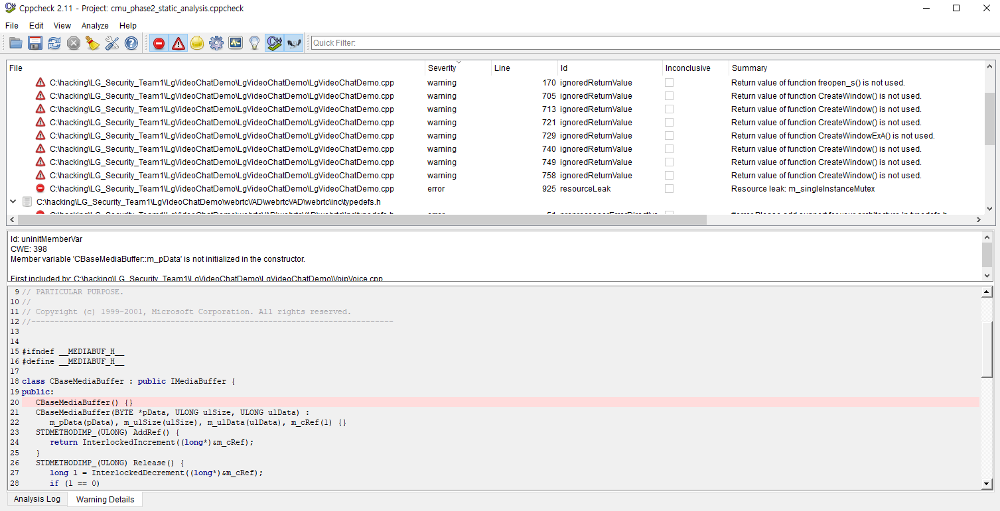 Cppcheck 2.11 - Project: cmu_phase2_static_analysis.cppcheck
File Edit View Analyze Help
Quick Filter:
File Severity Line Id Inconclusive Summary
C:\hacking\LG_Security_Team1\LgVideoChatDemo\LgVideoChatDemo\LgVideoChatDemo.cpp warning 170 ignoredReturnValue Return value of function freopen_s() is not used.
C:\hacking\LG_Security_Team1\LgVideoChatDemo\LgVideoChatDemo\LgVideoChatDemo.cpp warning 705 ignoredReturnValue Return value of function CreateWindow() is not used.
C:\hacking\LG_Security_Team1\LgVideoChatDemo\LgVideoChatDemo\LgVideoChatDemo.cpp warning 713 ignoredReturnValue Return value of function CreateWindow() is not used.
C:\hacking\LG_Security_Team1\LgVideoChatDemo\LgVideoChatDemo\LgVideoChatDemo.cpp warning 721 ignoredReturnValue Return value of function CreateWindow() is not used.
C:\hacking\LG_Security_Team1\LgVideoChatDemo\LgVideoChatDemo\LgVideoChatDemo.cpp warning 729 ignoredReturnValue Return value of function CreateWindowExA() is not used.
C:\hacking\LG_Security_Team1\LgVideoChatDemo\LgVideoChatDemo\LgVideoChatDemo.cpp warning 740 ignoredReturnValue Return value of function CreateWindow() is not used.
C:\hacking\LG_Security_Team1\LgVideoChatDemo\LgVideoChatDemo\LgVideoChatDemo.cpp warning 749 ignoredReturnValue Return value of function CreateWindow() is not used.
C:\hacking\LG_Security_Team1\LgVideoChatDemo\LgVideoChatDemo\LgVideoChatDemo.cpp warning 758 ignoredReturnValue Return value of function CreateWindow() is not used.
C:\hacking\LG_Security_Team1\LgVideoChatDemo\LgVideoChatDemo\LgVideoChatDemo.cpp error 925 resourceLeak Resource leak: m_singleInstanceMutex
C:\hacking\LG_Security_Team1\LgVideoChatDemo\webrtcVAD\webrtcVAD\webrtc\inc\typedefs.h
Id: uninitMemberVar
CWE: 398
Member variable 'CBaseMediaBuffer::m_pData' is not initialized in the constructor.
First included by: C:\hacking\LG_Security_Team1\LgVideoChatDemo\LgVideoChatDemo\VoipVoice.cpp
9 // PARTICULAR PURPOSE.
10 //
11 // Copyright (c) 1999-2001, Microsoft Corporation. All rights reserved.
12 //------------------------------------------------------------------------------
13
14
15 #ifndef __MEDIABUF_H__
16 #define __MEDIABUF_H__
17
18 class CBaseMediaBuffer : public IMediaBuffer {
19 public:
20 CBaseMediaBuffer() {}
21 CBaseMediaBuffer(BYTE *pData, ULONG ulSize, ULONG ulData) :
22 m_pData(pData), m_ulSize(ulSize), m_ulData(ulData), m_cRef(1) {}
23 STDMETHODIMP_(ULONG) AddRef() {
24 return InterlockedIncrement((long*)&m_cRef);
25 }
26 STDMETHODIMP_(ULONG) Release() {
27 long l = InterlockedDecrement((long*)&m_cRef);
28 if (l == 0)
Analysis Log Warning Details